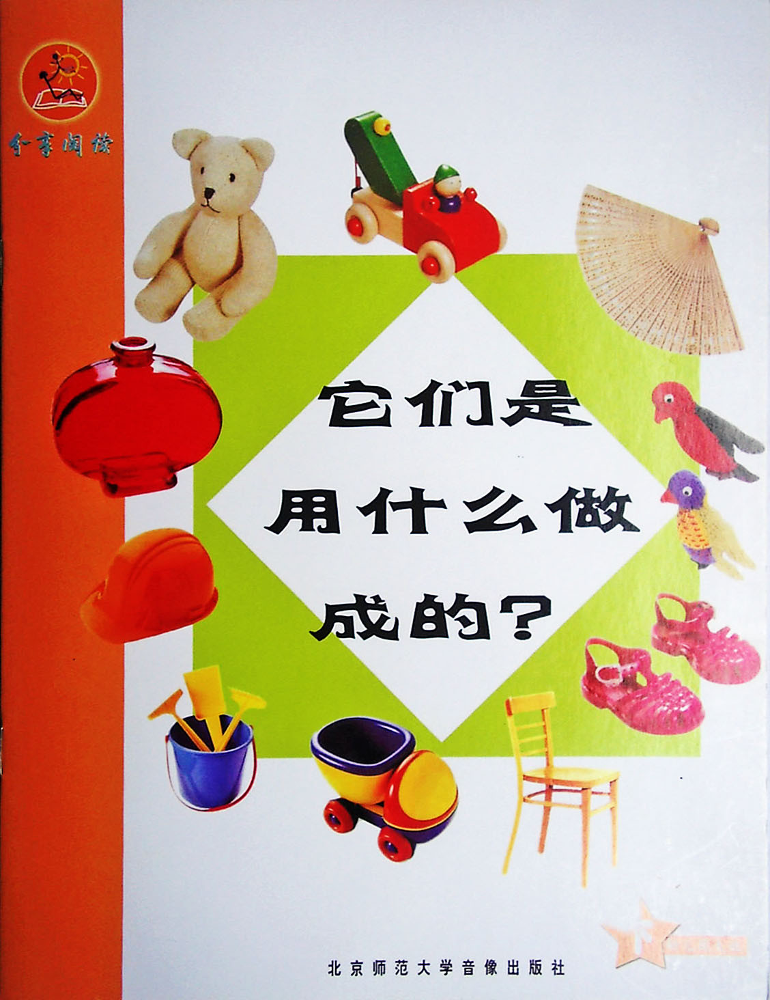 分享阅读
它们是
用什么做
成的?
北京师范大学音像出版社